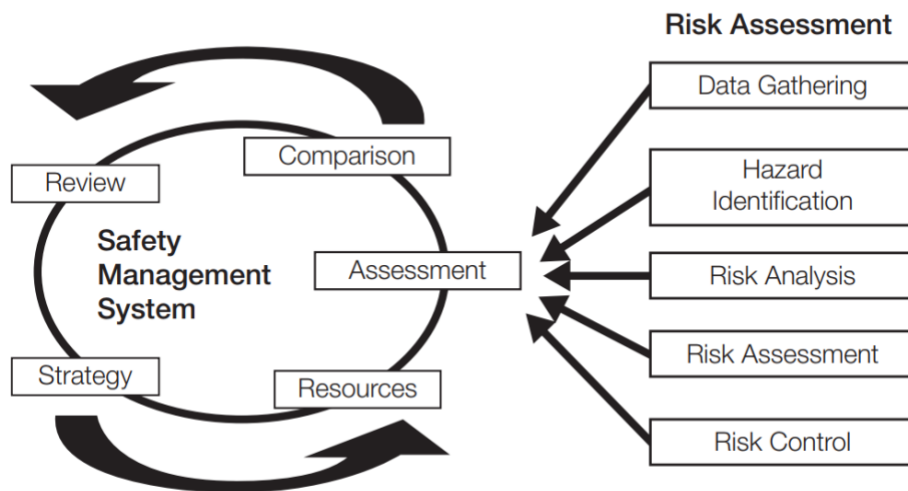 Risk Assessment
Data Gathering
Hazard
Identification
Risk Analysis
Risk Assessment
Risk Control
Comparison
Review
Safety
Management
System
Assessment
Strategy
Resources